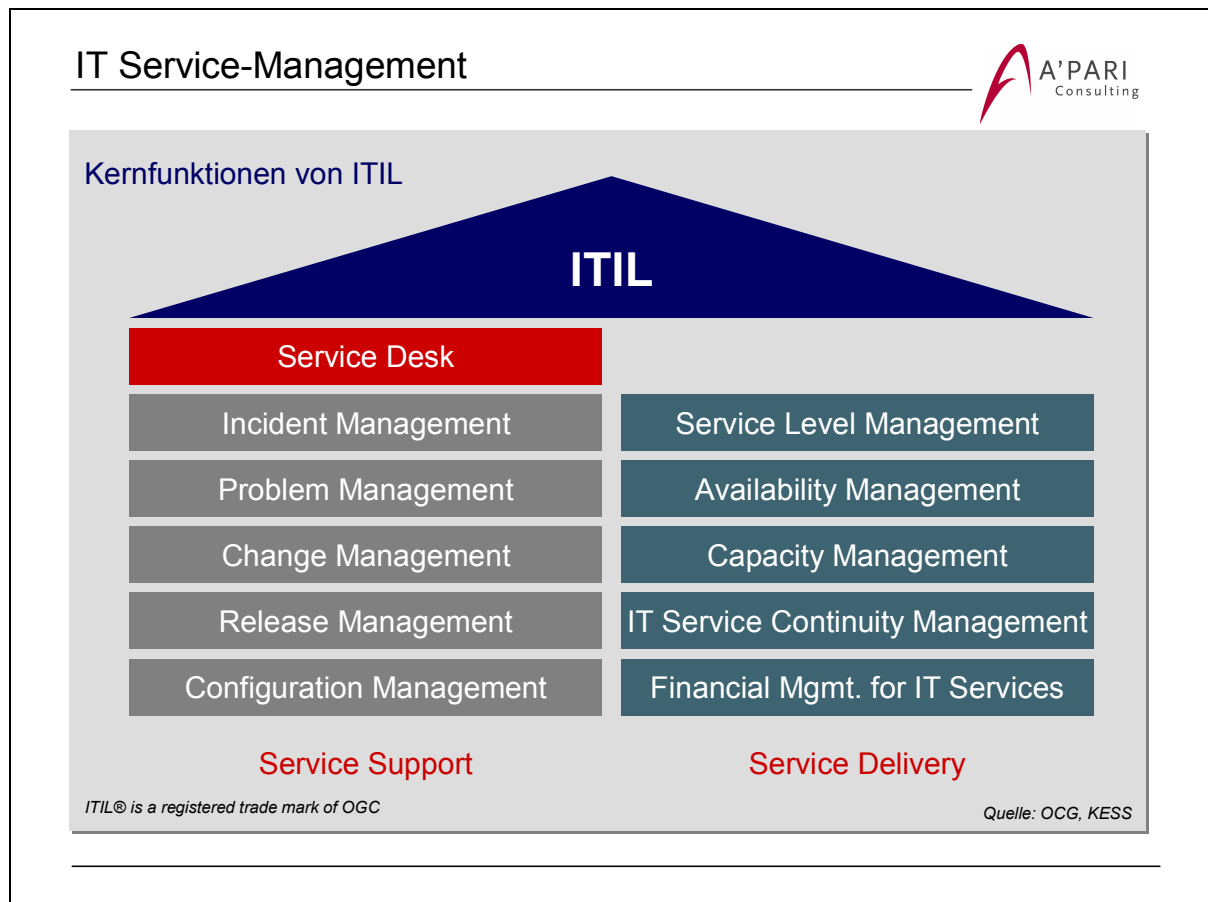 IT Service-Management
A'PARI
Consulting
Kernfunktionen von ITIL
ITIL
Service Desk
Incident Management
Problem Management
Change Management
Release Management
Configuration Management
Service Support
Service Level Management
Availability Management
Capacity Management
IT Service Continuity Management
Financial Mgmt. for IT Services
Service Delivery
ITIL® is a registered trade mark of OGC
Quelle: OCG, KESS